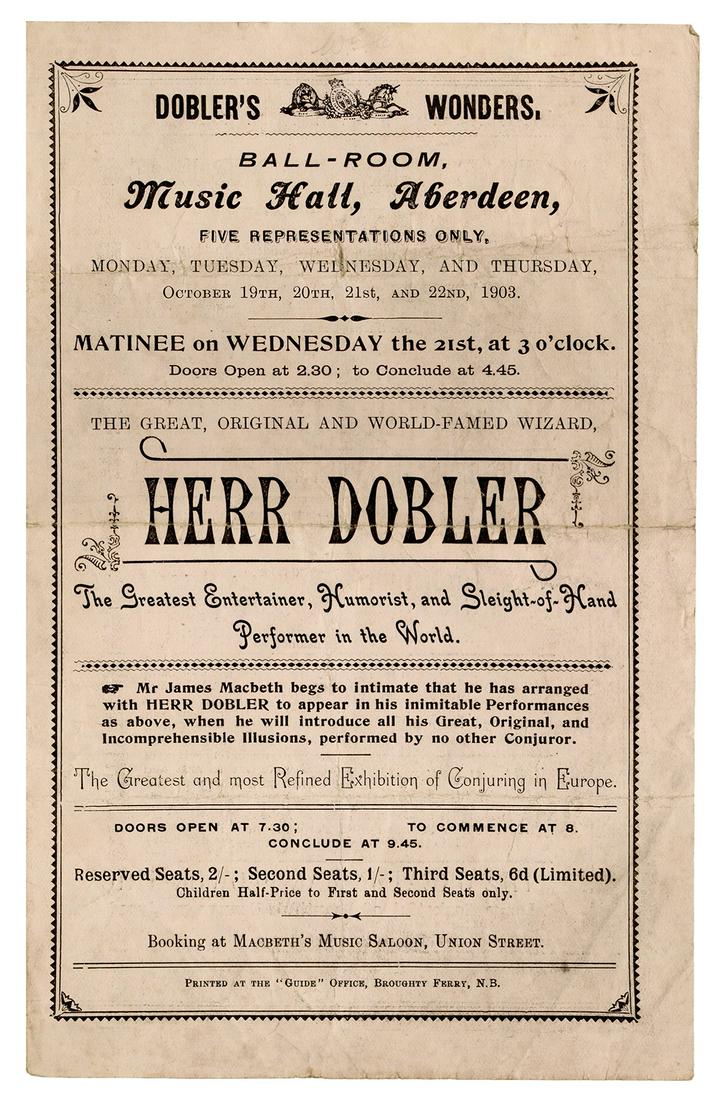 DOBLER'S WONDERS.
BALL-ROOM,
Music Hall, Aberdeen,
FIVE REPRESENTATIONS ONLY,
MONDAY, TUESDAY, WEDNESDAY, AND THURSDAY,
OCTOBER 19TH, 20TH, 21st, AND 22ND, 1903.
MATINEE on WEDNESDAY the 21st, at 3 o'clock.
Doors Open at 2.30; to Conclude at 4.45.
THE GREAT, ORIGINAL AND WORLD-FAMED WIZARD,
HERR DOBLER
The Greatest Entertainer, Humorist, and Sleight-of-Hand
Performer in the World.
☛ Mr James Macbeth begs to intimate that he has arranged
with HERR DOBLER to appear in his inimitable Performances
as above, when he will introduce all his Great, Original, and
Incomprehensible Illusions, performed by no other Conjuror.
The Greatest and most Refined Exhibition of Conjuring in Europe.
DOORS OPEN AT 7.30; TO COMMENCE AT 8.
CONCLUDE AT 9.45.
Reserved Seats, 2/-; Second Seats, 1/-; Third Seats, 6d (Limited).
Children Half-Price to First and Second Seats only.
Booking at MACBETH'S MUSIC SALOON, UNION STREET.
PRINTED AT THE "GUIDE" OFFICE, BROUGHTY FERRY, N.B.